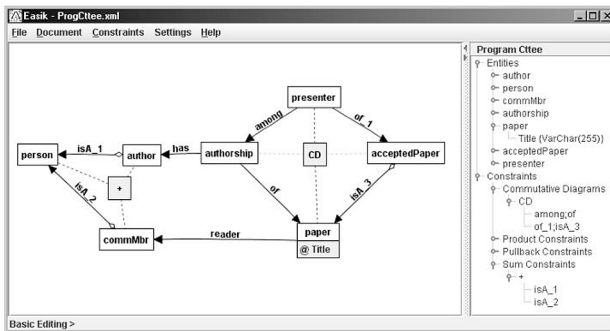 Easik - ProgCttee.xml
File Document Constraints Settings Help
presenter
among
of_1
person
isA_1
author
has
authorship
CD
acceptedPaper
+
isA_2
of
isA_3
commMbr
reader
paper
@ Title
Basic Editing >
Program Cttee
Entities
author
person
commMbr
authorship
paper
Title {VarChar(255)}
acceptedPaper
presenter
Constraints
Commutative Diagrams
CD
among;of
of_1;isA_3
Product Constraints
Pullback Constraints
Sum Constraints
+
isA_1
isA_2